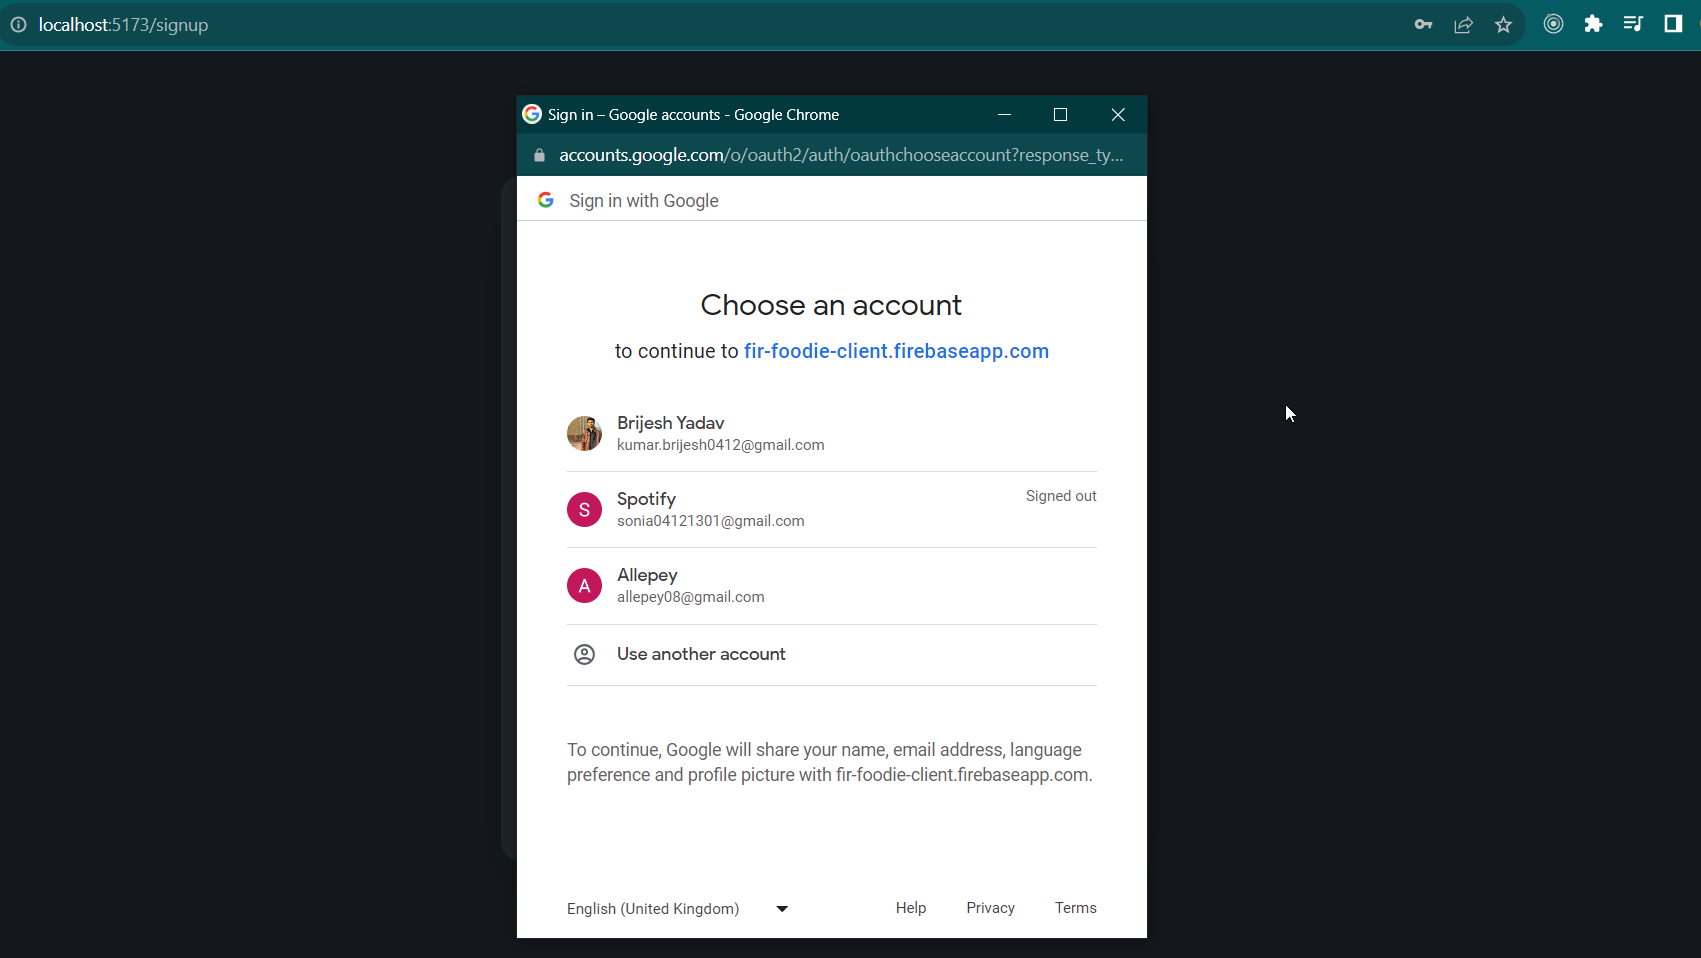 localhost:5173/signup
Sign in – Google accounts - Google Chrome
accounts.google.com/o/oauth2/auth/oauthchooseaccount?response_ty...
Sign in with Google
Choose an account
to continue to fir-foodie-client.firebaseapp.com
Brijesh Yadav
kumar.brijesh0412@gmail.com
S
Spotify
Signed out
sonia04121301@gmail.com
A
Allepey
allepey08@gmail.com
Use another account
To continue, Google will share your name, email address, language
preference and profile picture with fir-foodie-client.firebaseapp.com.
English (United Kingdom)
Help
Privacy
Terms